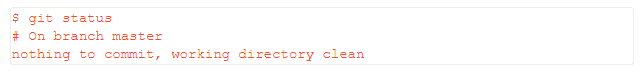 $ git status
# On branch master
nothing to commit, working directory clean